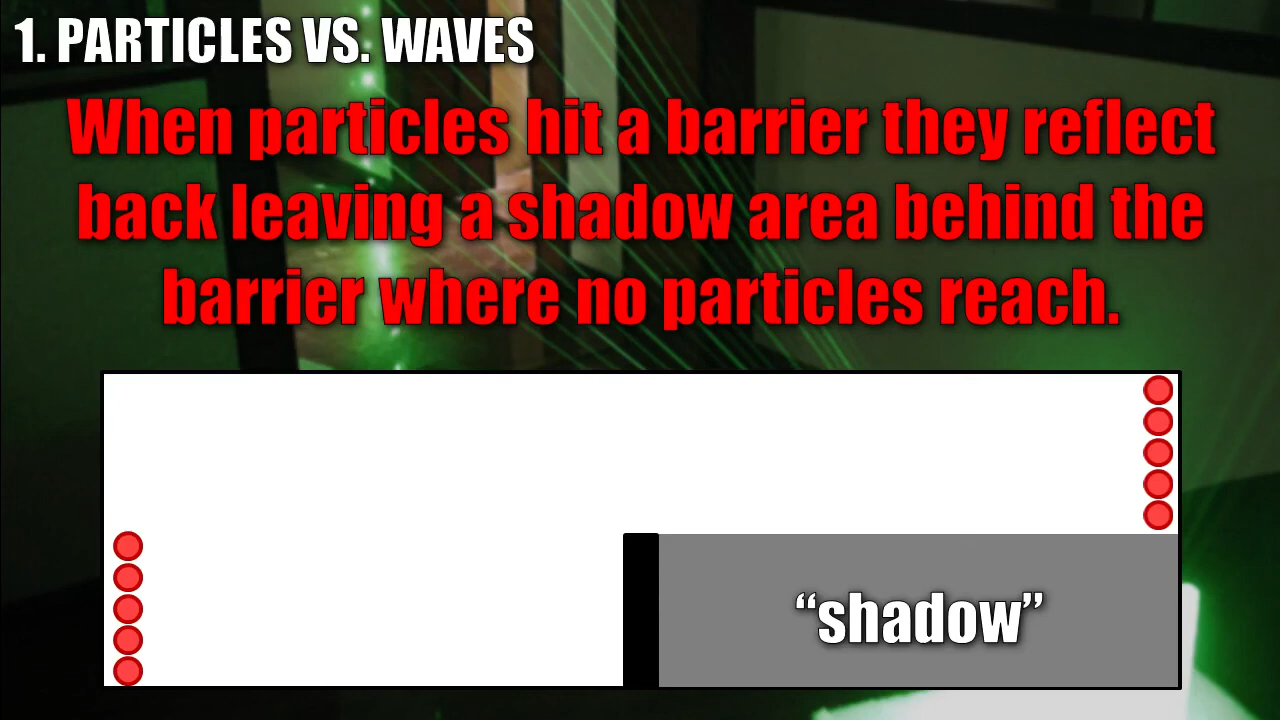 1. PARTICLES VS. WAVES
When particles hit a barrier they reflect
back leaving a shadow area behind the
barrier where no particles reach.
“shadow”